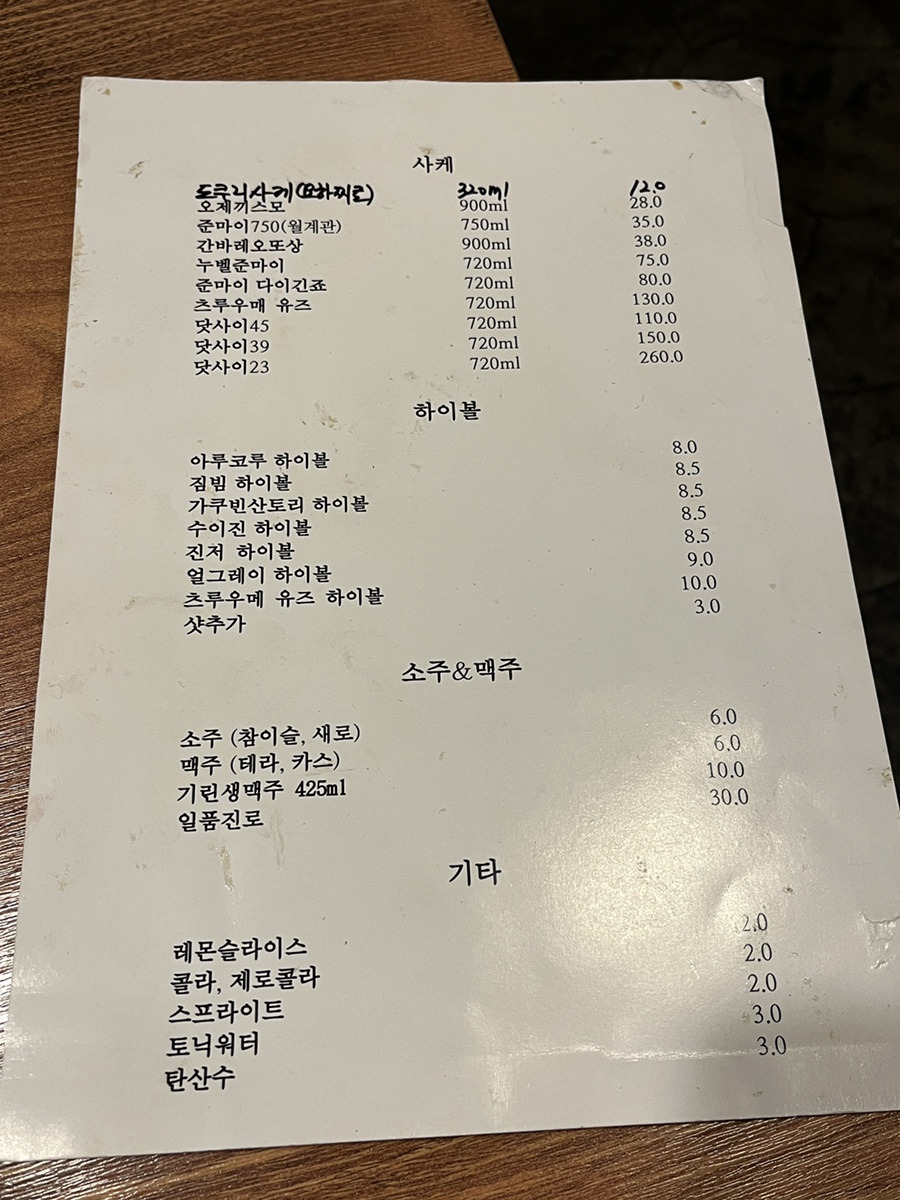 사케
도쿠리사케(요하찌로) 320ml 12.0
오제끼스모 900ml 28.0
준마이750(월계관) 750ml 35.0
간바레오또상 900ml 38.0
누벨준마이 720ml 75.0
준마이 다이긴죠 720ml 80.0
츠루우매 유즈 720ml 130.0
닷사이45 720ml 110.0
닷사이39 720ml 150.0
닷사이23 720ml 260.0
하이볼
아루코루 하이볼 8.0
짐빔 하이볼 8.5
가쿠빈산토리 하이볼 8.5
수이진 하이볼 8.5
진저 하이볼 8.5
얼그레이 하이볼 9.0
츠루우메 유즈 하이볼 10.0
샷추가 3.0
소주&맥주
소주 (참이슬, 새로) 6.0
맥주 (테라, 카스) 6.0
기린생맥주 425ml 10.0
일품진로 30.0
기타
레몬슬라이스 2.0
콜라, 제로콜라 2.0
스프라이트 2.0
토닉워터 3.0
탄산수 3.0